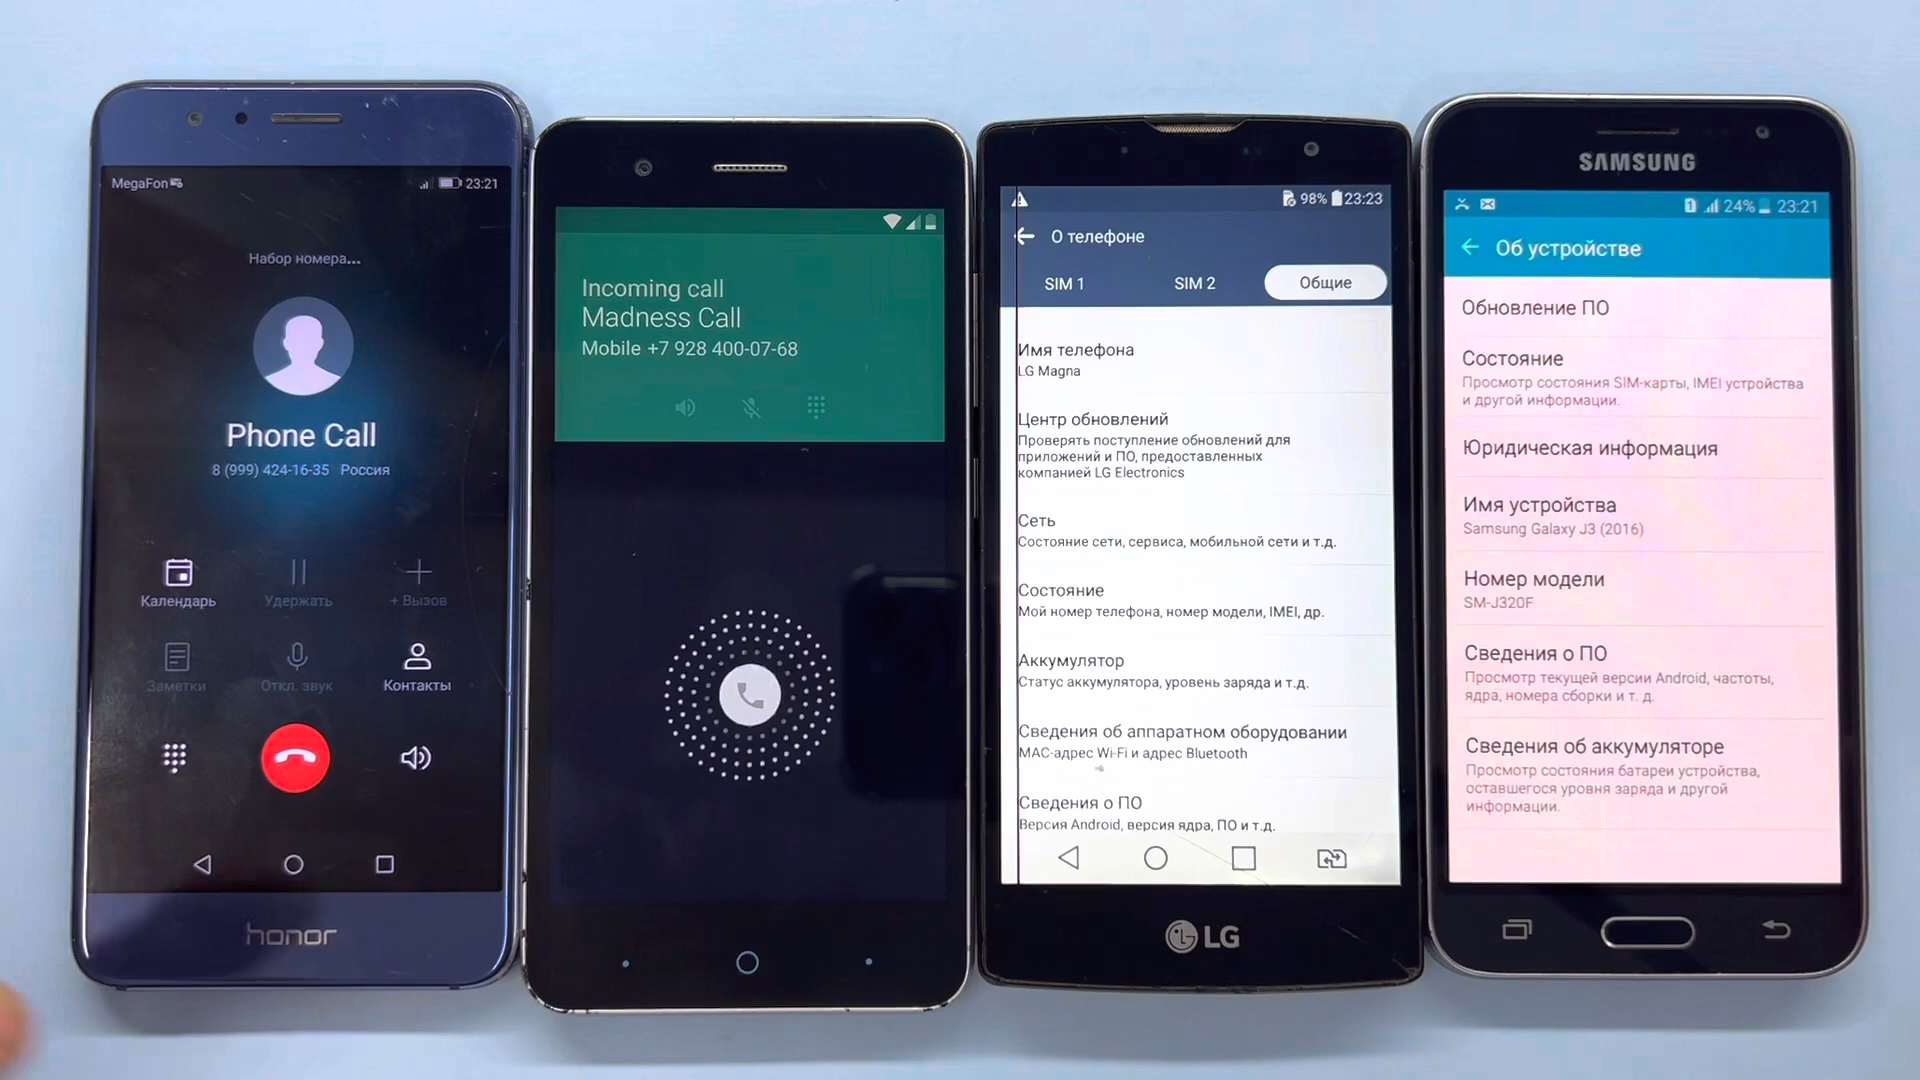 MegaFon
23:21
Набор номера...
Phone Call
8 (999) 424-16-35 Россия
Календарь
Удержать
+ Вызов
Заметки
Откл. звук
Контакты
honor
Incoming call
Madness Call
Mobile +7 928 400-07-68
98% 23:23
О телефоне
SIM 1
SIM 2
Общие
Имя телефона
LG Magna
Центр обновлений
Проверять поступление обновлений для
приложений и ПО, предоставленных
компанией LG Electronics
Сеть
Состояние сети, сервиса, мобильной сети и т.д.
Состояние
Мой номер телефона, номер модели, IMEI, др.
Аккумулятор
Статус аккумулятора, уровень заряда и т.д.
Сведения об аппаратном оборудовании
MAC-адрес Wi-Fi и адрес Bluetooth
Сведения о ПО
Версия Android, версия ядра, ПО и т.д.
LG
SAMSUNG
1 24% 23:21
Об устройстве
Обновление ПО
Состояние
Просмотр состояния SIM-карты, IMEI устройства
и другой информации.
Юридическая информация
Имя устройства
Samsung Galaxy J3 (2016)
Номер модели
SM-J320F
Сведения о ПО
Просмотр текущей версии Android, частоты,
ядра, номера сборки и т. д.
Сведения об аккумуляторе
Просмотр состояния батареи устройства,
оставшегося уровня заряда и другой
информации.